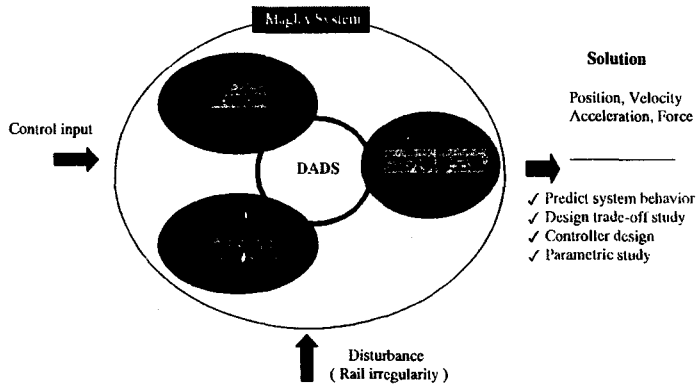 MagLev System
Solution
Position, Velocity
Acceleration, Force
Control input
DADS
✓ Predict system behavior
✓ Design trade-off study
✓ Controller design
✓ Parametric study
Disturbance
( Rail irregularity )